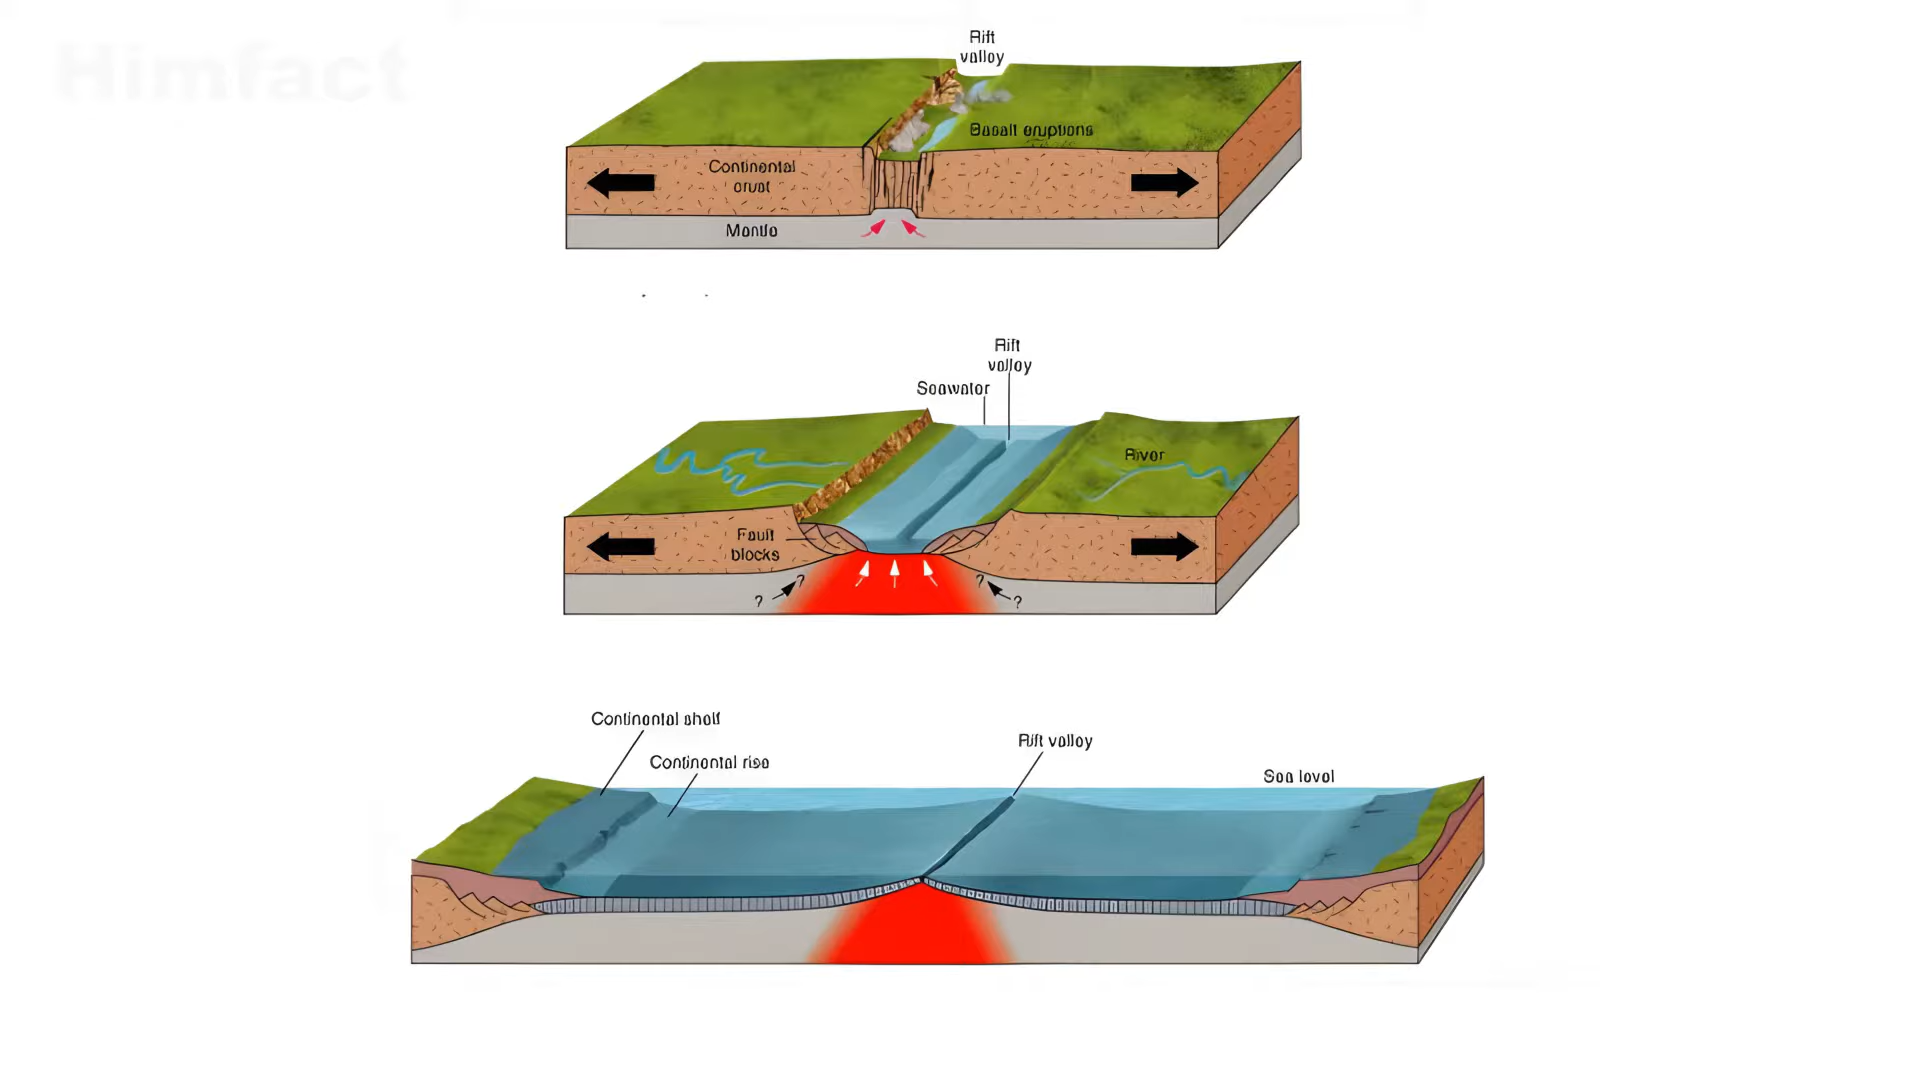 Himfact
Rift
valley
Basalt eruptions
Continental
crust
Mantle
Rift
valley
Seawater
River
Fault
blocks
?
?
?
?
Continental shelf
Rift valley
Continental rise
Sea level